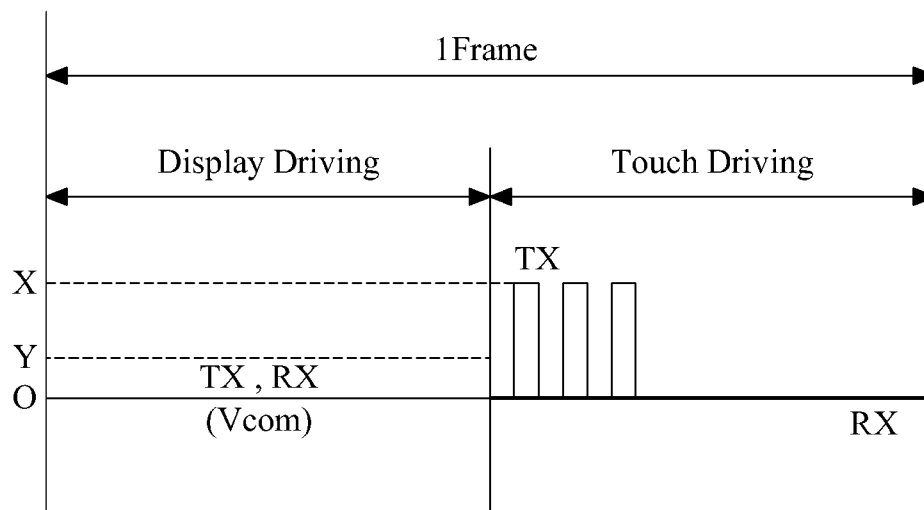 1Frame
Display Driving
Touch Driving
TX
X
Y
TX , RX
O
(Vcom)
RX